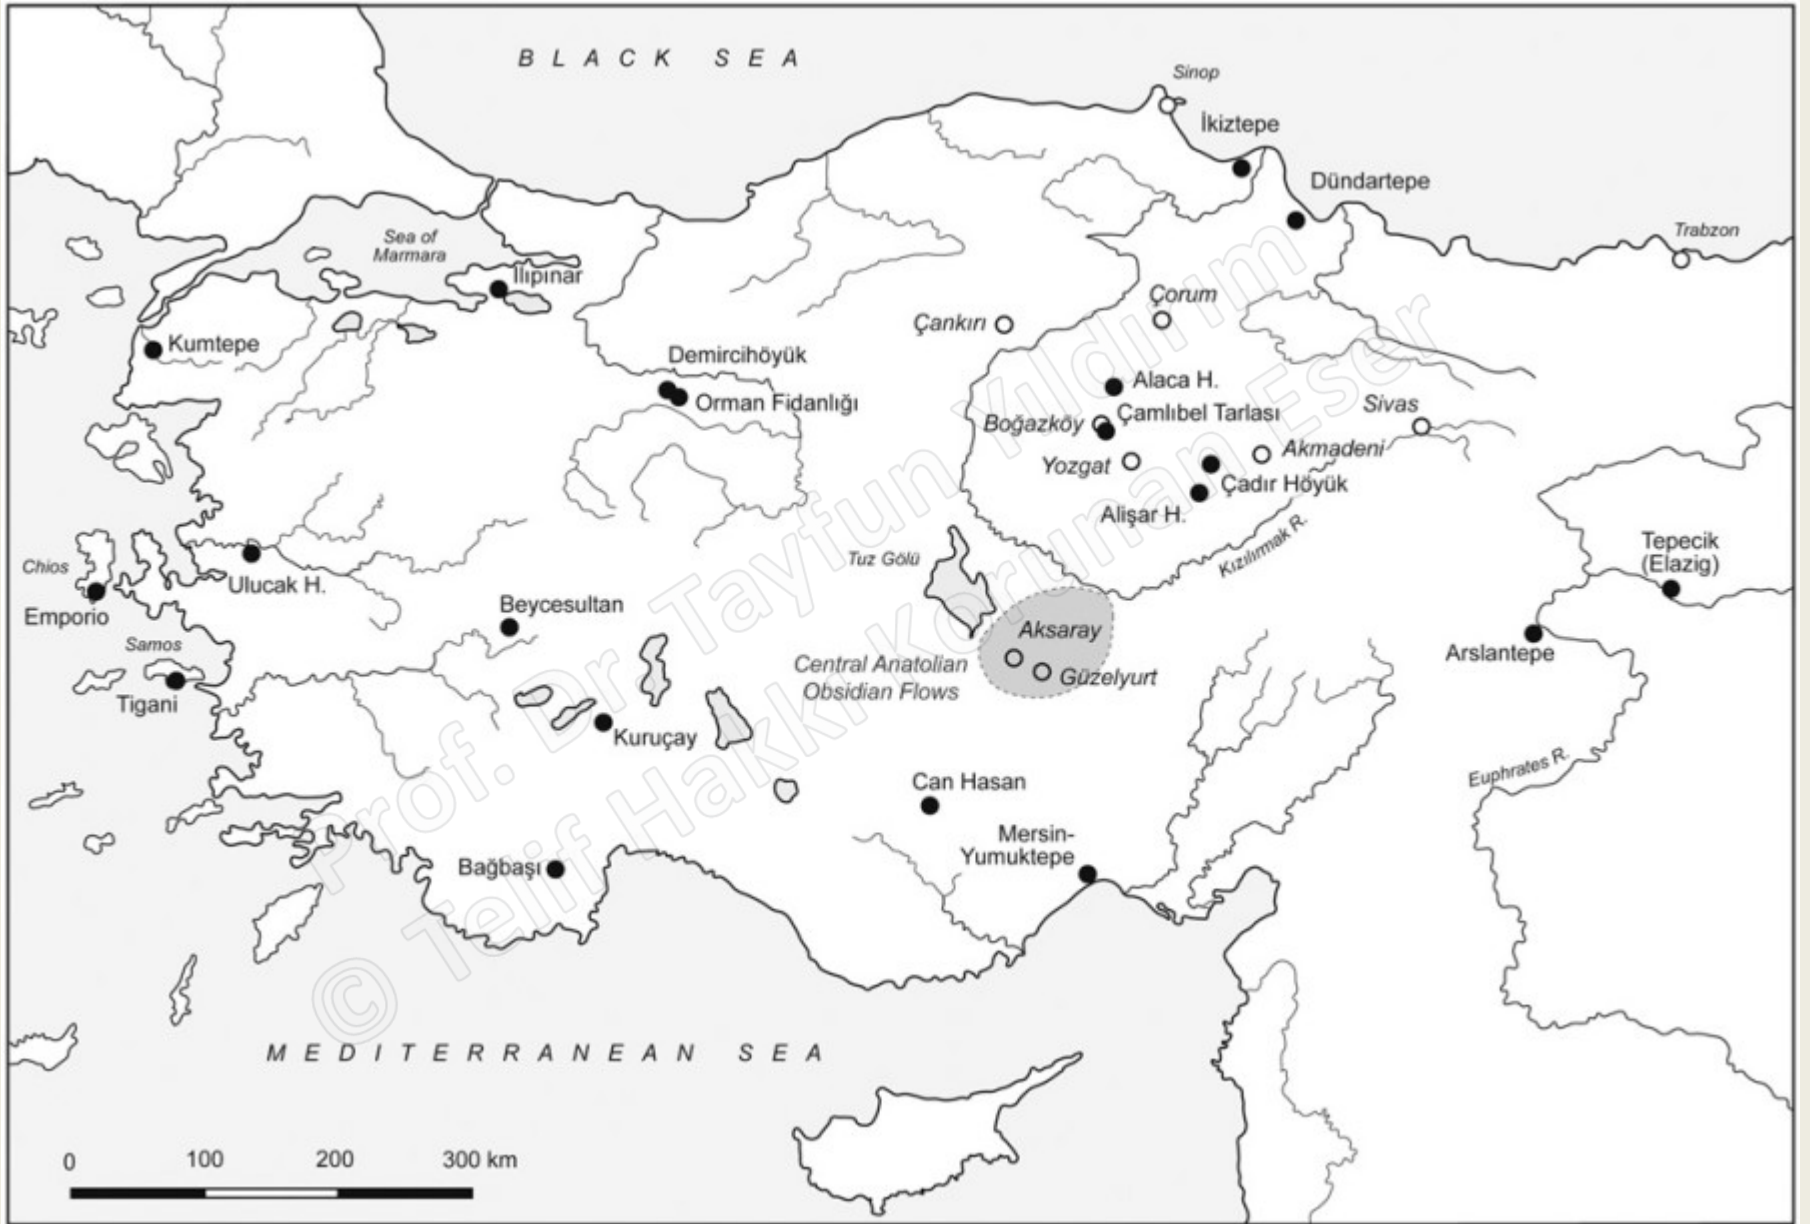 BLACK SEA
Sinop
İkiztepe
Dündartepe
Trabzon
Sea of
Marmara
Ilıpınar
Çorum
Çankırı
Kumtepe
Demircihöyük
Orman Fidanlığı
Alaca H.
Çamlıbel Tarlası
Boğazköy
Sivas
Akmadeni
Yozgat
Çadır Höyük
Alişar H.
Kızılırmak R.
Tepecik
(Elazig)
Tuz Gölü
Chios
Emporio
Ulucak H.
Beycesultan
Samos
Tigani
Aksaray
Central Anatolian
Obsidian Flows
Güzelyurt
Arslantepe
Kuruçay
Euphrates R.
Can Hasan
Mersin-
Yumuktepe
Bağbaşı
MEDITERRANEAN SEA
0 100 200 300 km
Prof. Dr. Tayfun Yıldırım
© Telif Hakkı Korunan Eser